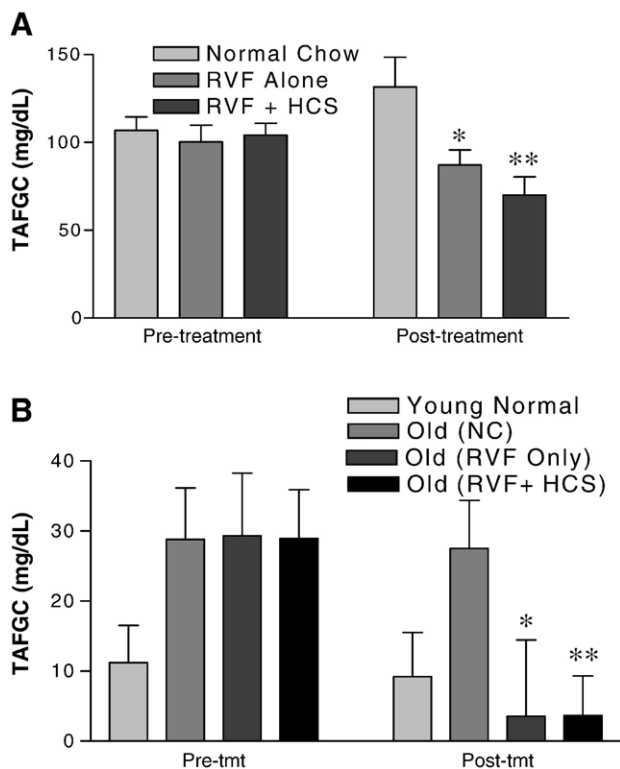 A
Normal Chow
RVF Alone
RVF + HCS
TAFGC (mg/dL)
150
100
50
0
*
**
Pre-treatment
Post-treatment
B
Young Normal
Old (NC)
Old (RVF Only)
Old (RVF+ HCS)
TAFGC (mg/dL)
40
30
20
10
0
*
**
Pre-tmt
Post-tmt